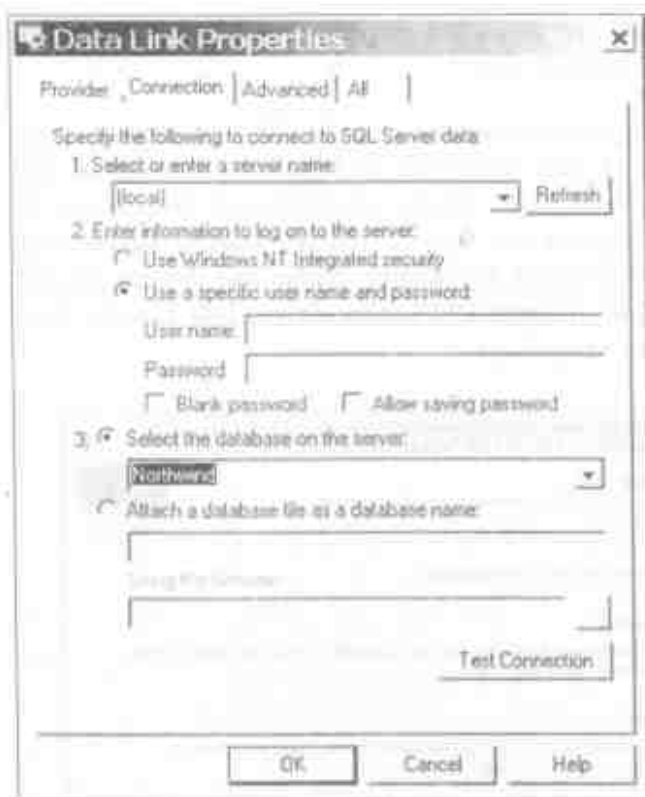 Data Link Properties
Provider Connection Advanced All
Specify the following to connect to SQL Server data:
1. Select or enter a server name:
(local) Refresh
2. Enter information to log on to the server:
Use Windows NT Integrated security
Use a specific user name and password:
User name:
Password:
Blank password Allow saving password
3. Select the database on the server:
Northwind
Attach a database file as a database name:
Using the filename:
Test Connection
OK Cancel Help